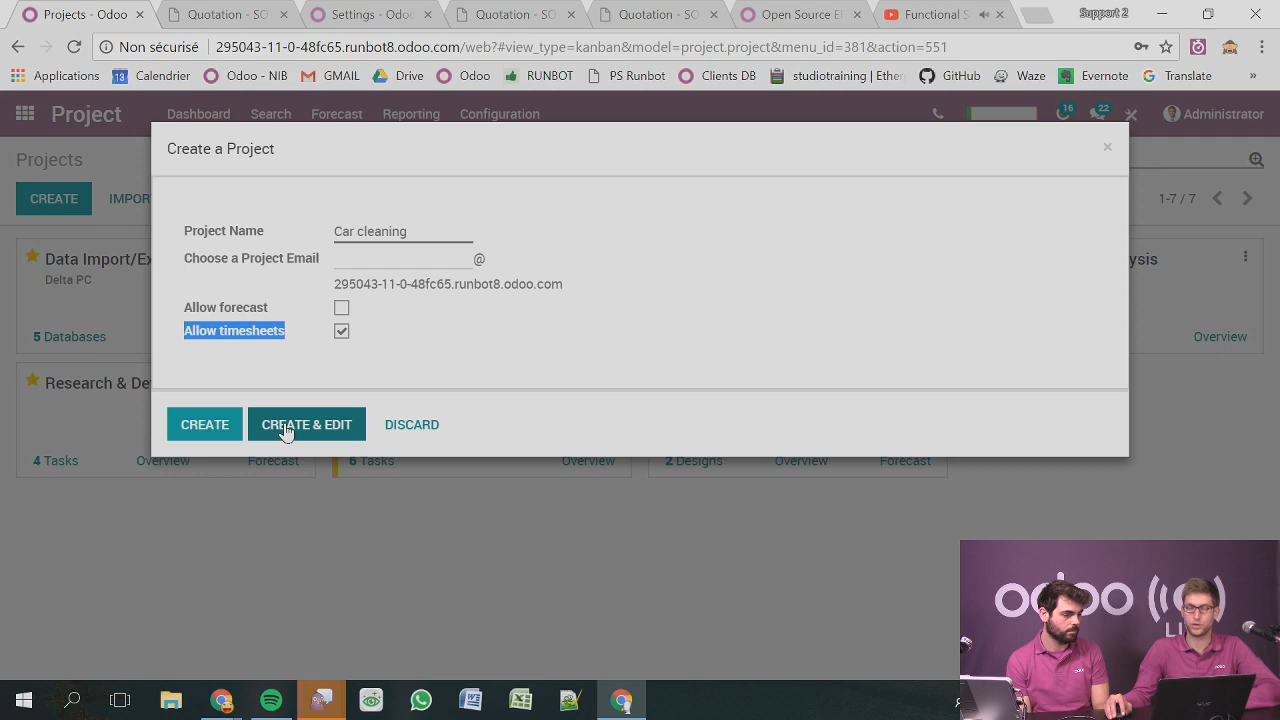 Projects - Odoo
Quotation - SO
Settings - Odoo
Quotation - SO
Quotation - SO
Open Source E
Functional S
Support 2
Non sécurisé
295043-11-0-48fc65.runbot8.odoo.com/web?#view_type=kanban&model=project.project&menu_id=381&action=551
Applications
13
Calendrier
Odoo - NIB
GMAIL
Drive
Odoo
RUNBOT
PS Runbot
Clients DB
studiotraining | Ether
GitHub
Waze
Evernote
Translate
»
Project
Dashboard
Search
Forecast
Reporting
Configuration
16
22
Administrator
Projects
CREATE
IMPOR
1-7 / 7
Create a Project
×
Project Name
Car cleaning
Choose a Project Email
@
295043-11-0-48fc65.runbot8.odoo.com
Allow forecast
Allow timesheets
CREATE
CREATE & EDIT
DISCARD
Data Import/Ex
Delta PC
5 Databases
alysis
Overview
Research & De
4 Tasks
Overview
Forecast
6 Tasks
Overview
2 Designs
Overview
Forecast
odoo